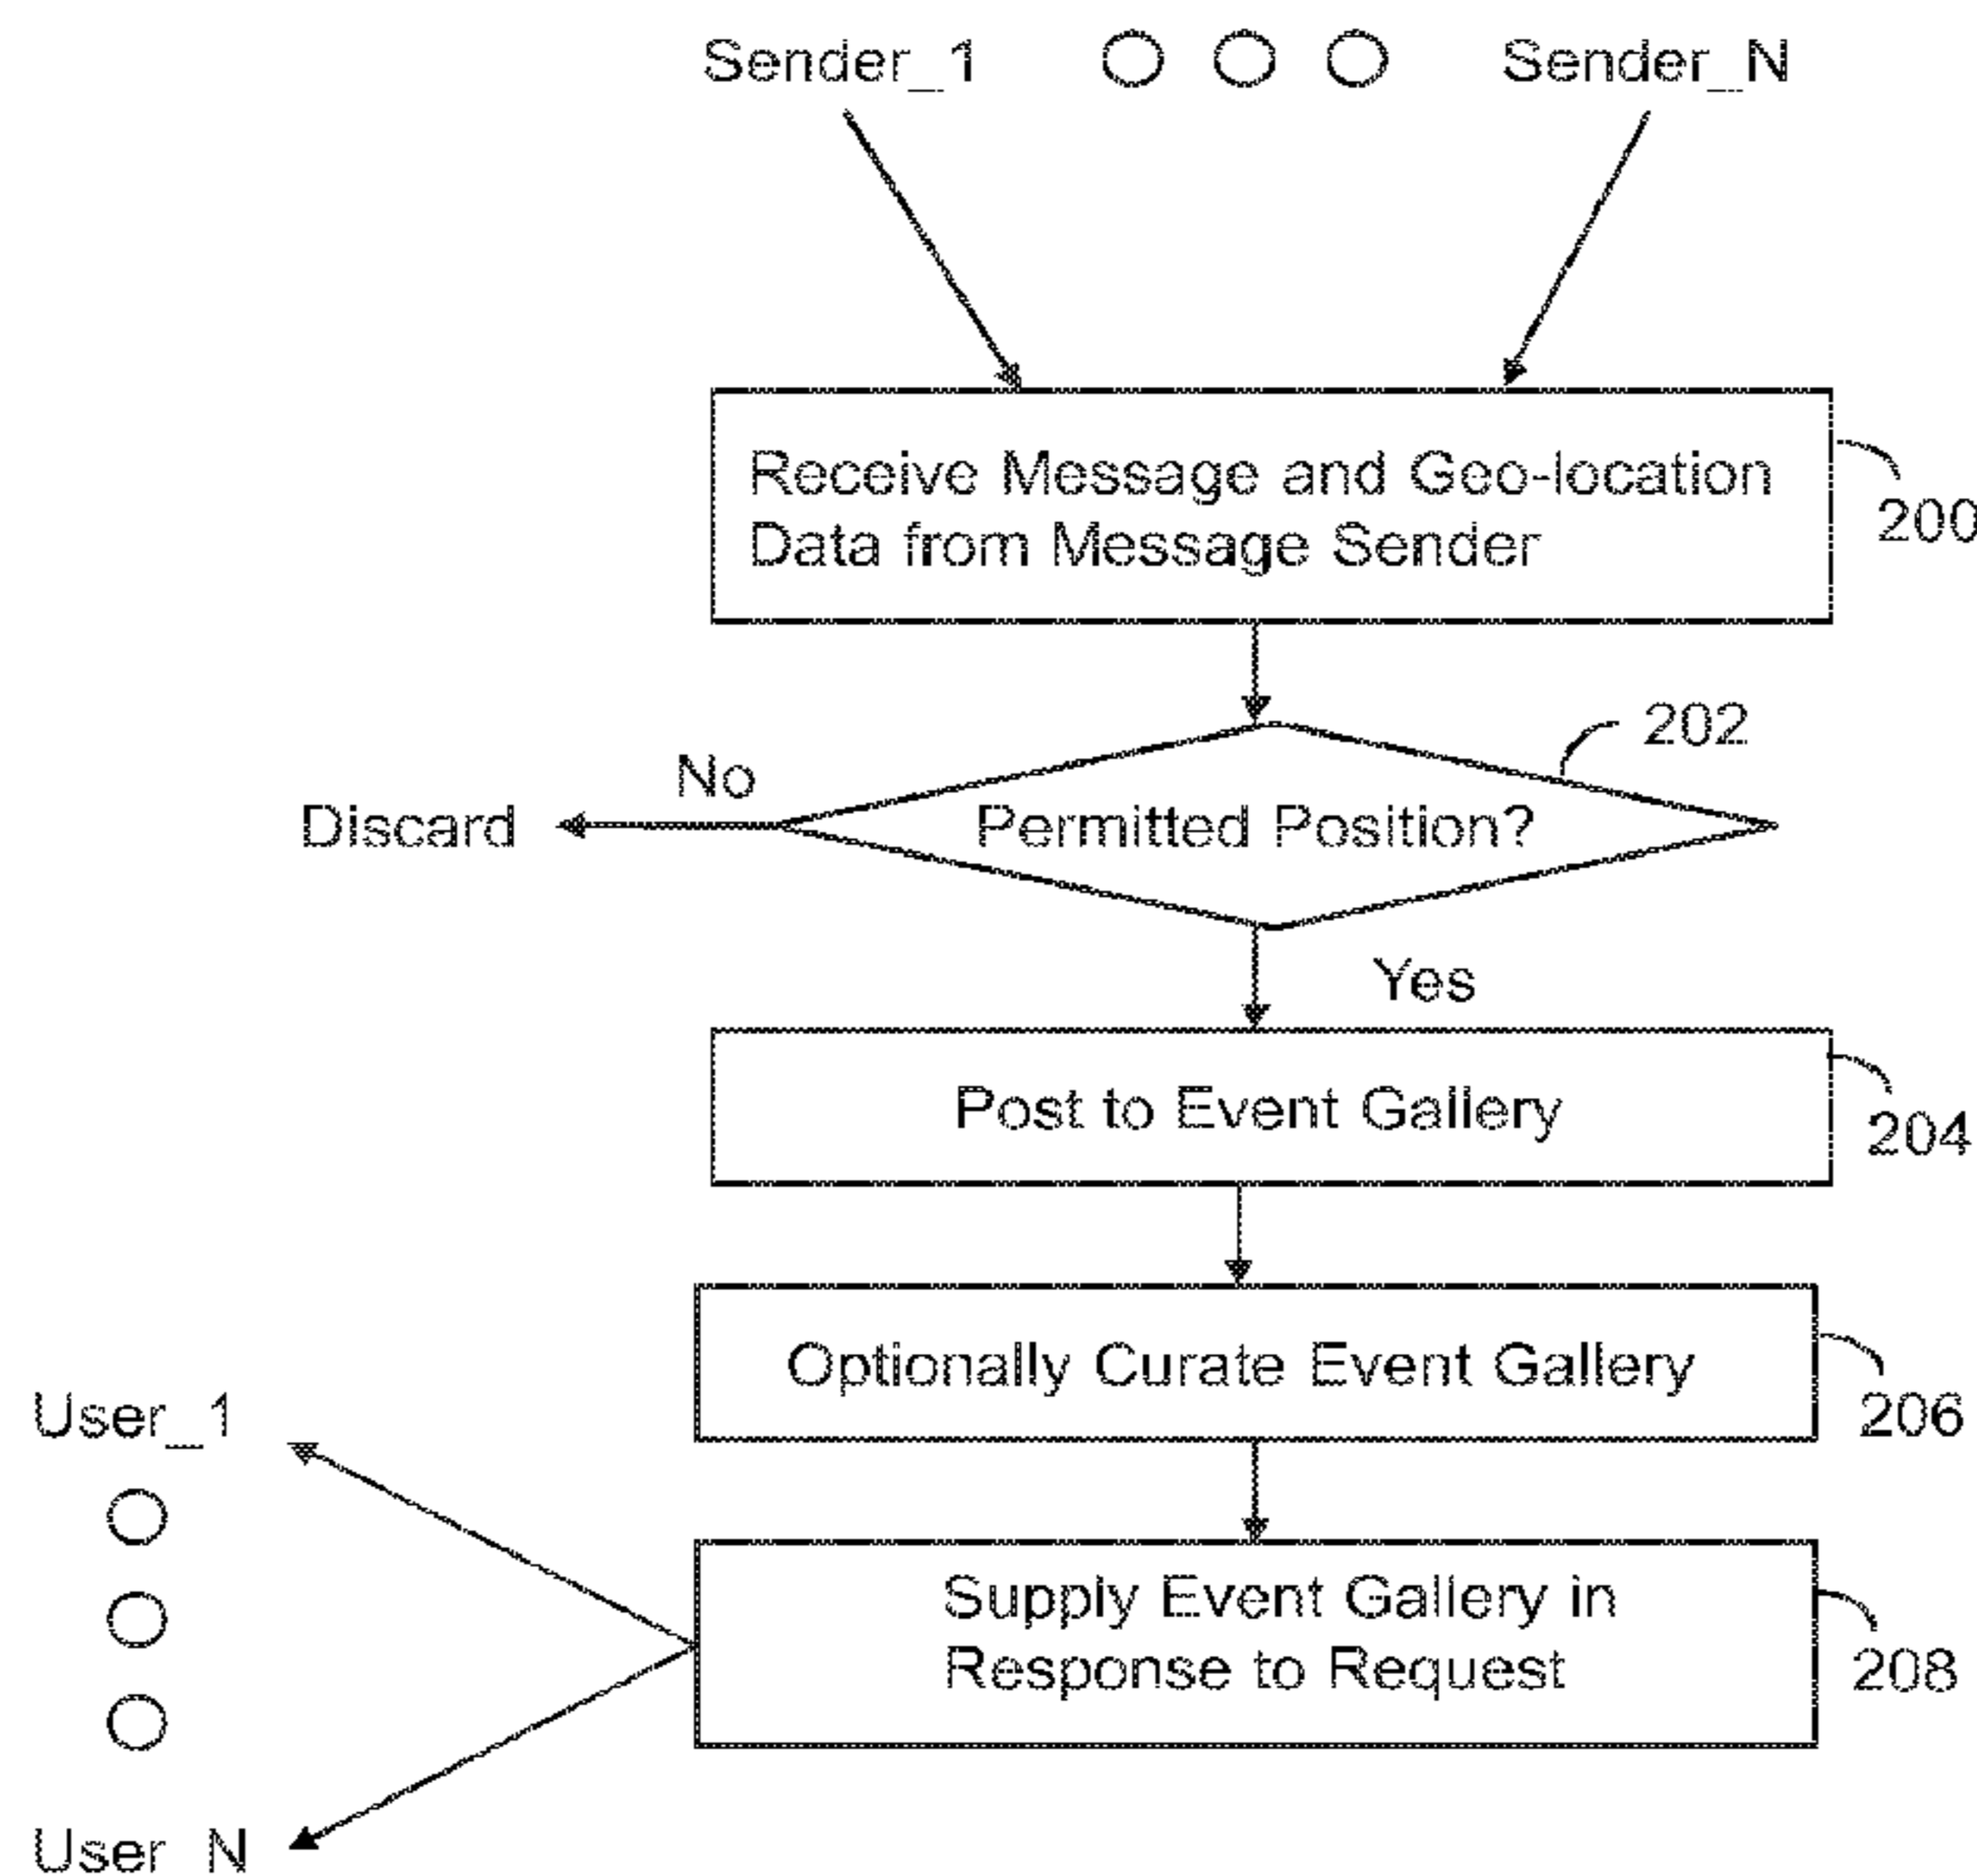 Sender_1 Sender_N
Receive Message and Geo-location
Data from Message Sender
200
202
No
Discard
Permitted Position?
Yes
Post to Event Gallery
204
Optionally Curate Event Gallery
206
User_1
Supply Event Gallery in
Response to Request
208
User_N